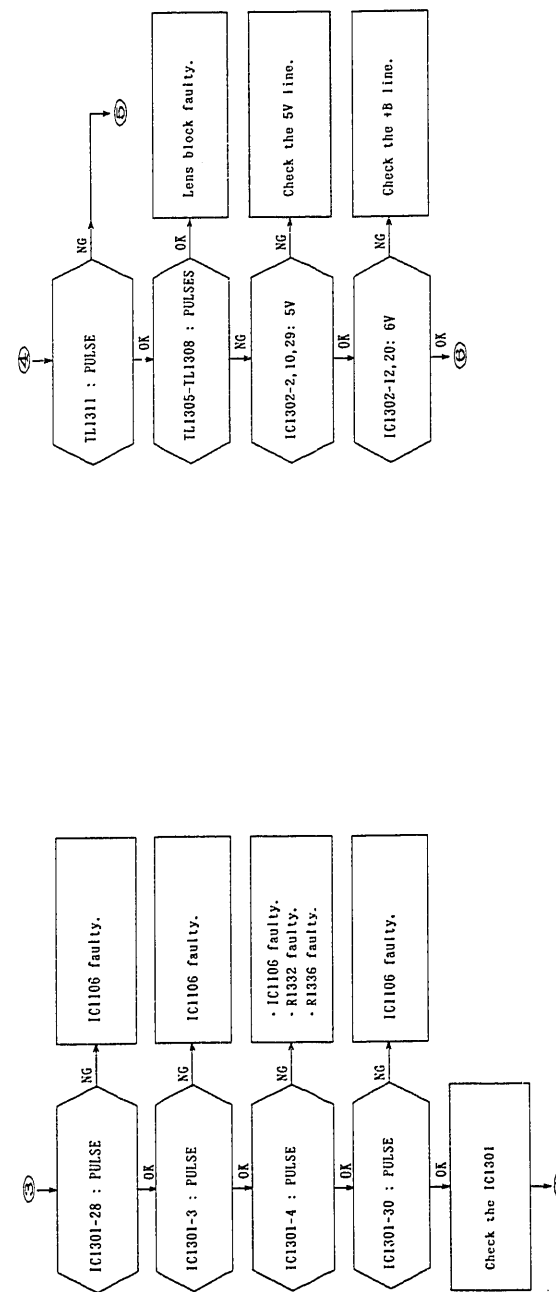 ③
IC1301-28 : PULSE
NG
IC1106 faulty.
OK
IC1301-3 : PULSE
NG
IC1106 faulty.
OK
IC1301-4 : PULSE
NG
· IC1106 faulty.
· R1332 faulty.
· R1336 faulty.
OK
IC1301-30 : PULSE
NG
IC1106 faulty.
OK
Check the IC1301
④
TL1311 : PULSE
NG
⑤
OK
TL1305-TL1308 : PULSES
OK
Lens block faulty.
NG
IC1302-2, 10, 29: 5V
NG
Check the 5V line.
OK
IC1302-12, 20: 6V
NG
Check the +B line.
OK
⑥